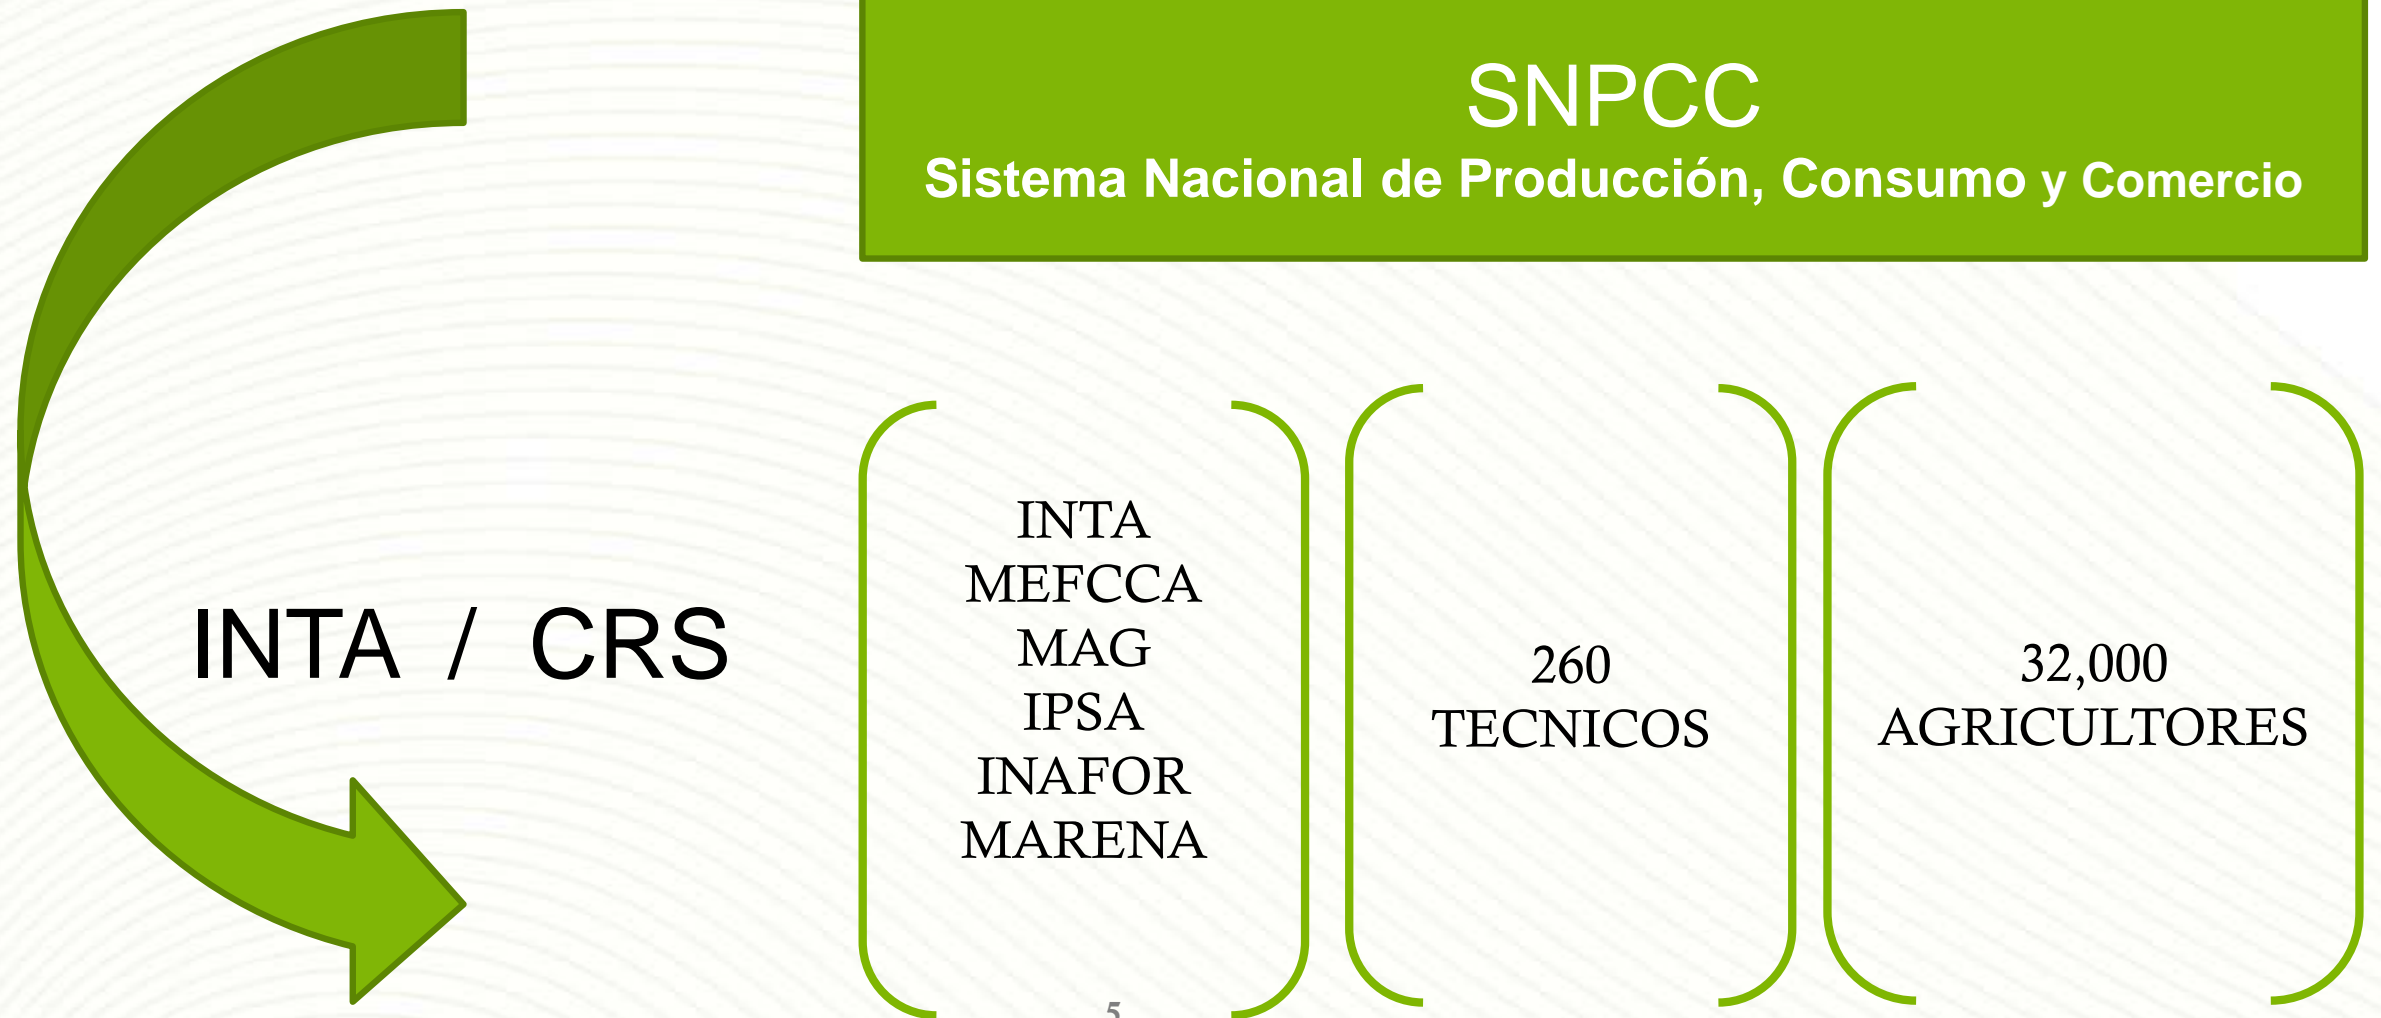 SNPCC
Sistema Nacional de Producción, Consumo y Comercio
INTA / CRS
INTA
MEFCCA
MAG
IPSA
INAFOR
MARENA
260
TECNICOS
32,000
AGRICULTORES
5